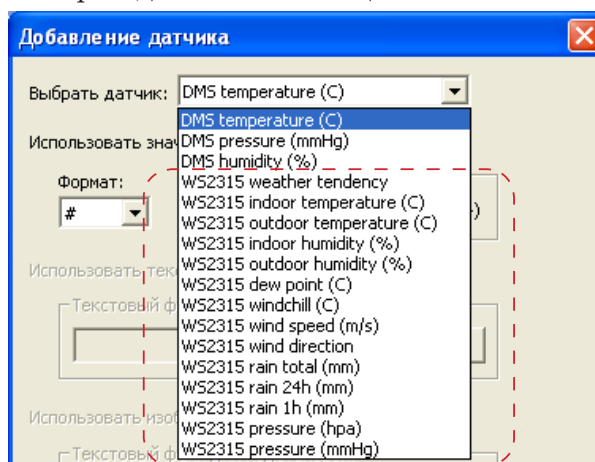 Добавление датчика
Выбрать датчик: DMS temperature (C)
DMS temperature (C)
Использовать знач
DMS pressure (mmHg)
DMS humidity (%)
Формат:
WS2315 weather tendency
WS2315 indoor temperature (C)
#
WS2315 outdoor temperature (C)
WS2315 indoor humidity (%)
WS2315 outdoor humidity (%)
Использовать текс
WS2315 dew point (C)
Текстовый ф
WS2315 windchill (C)
WS2315 wind speed (m/s)
WS2315 wind direction
WS2315 rain total (mm)
WS2315 rain 24h (mm)
WS2315 rain 1h (mm)
Использовать изоб
WS2315 pressure (hpa)
Текстовый ф
WS2315 pressure (mmHg)